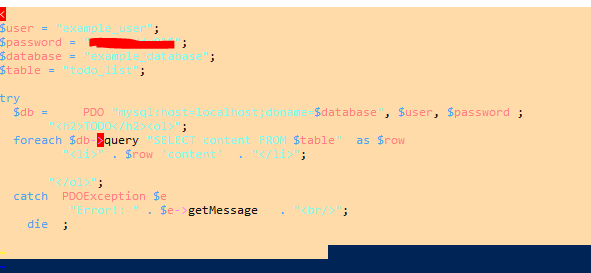 <
$user = "example_user";
$password = "
$database = "example_database";
$table = "todo_list";
try
$db = PDO "mysql:host=localhost;dbname=$database", $user, $password ;
"<h2>TODO</h2><ol>";
foreach $db->query "SELECT content FROM $table" as $row
"<li>" . $row 'content' . "</li>";
"</ol>";
catch PDOException $e
"Error!: " . $e->getMessage . "<br/>";
die ;